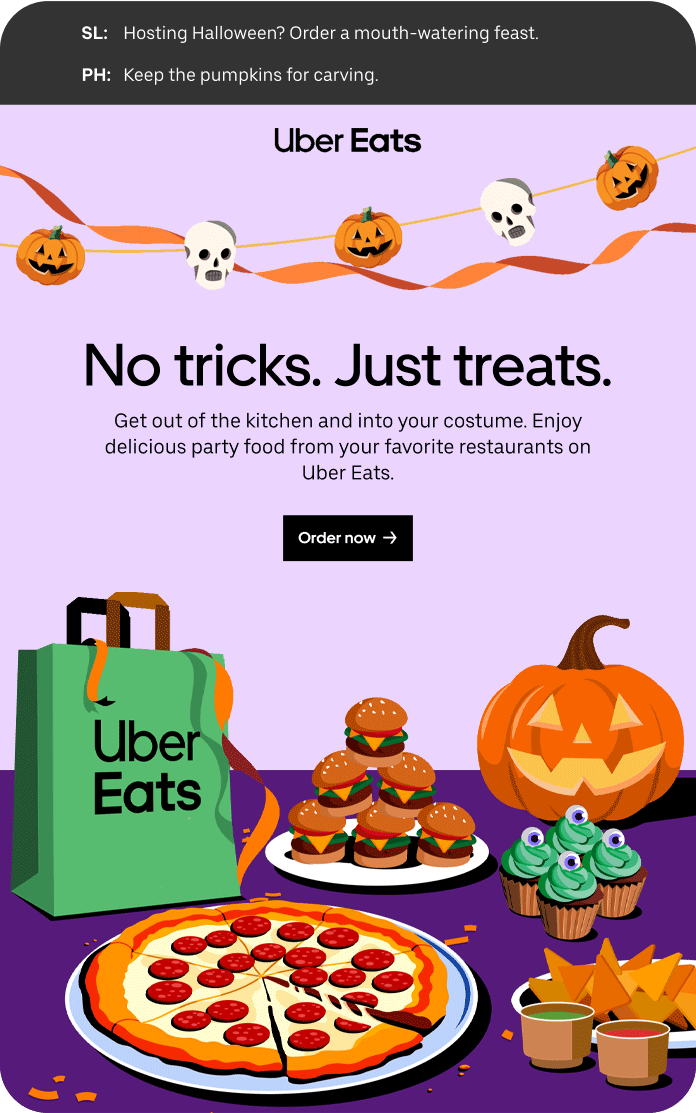 SL: Hosting Halloween? Order a mouth-watering feast.
PH: Keep the pumpkins for carving.
Uber Eats
No tricks. Just treats.
Get out of the kitchen and into your costume. Enjoy
delicious party food from your favorite restaurants on
Uber Eats.
Order now →
Uber
Eats